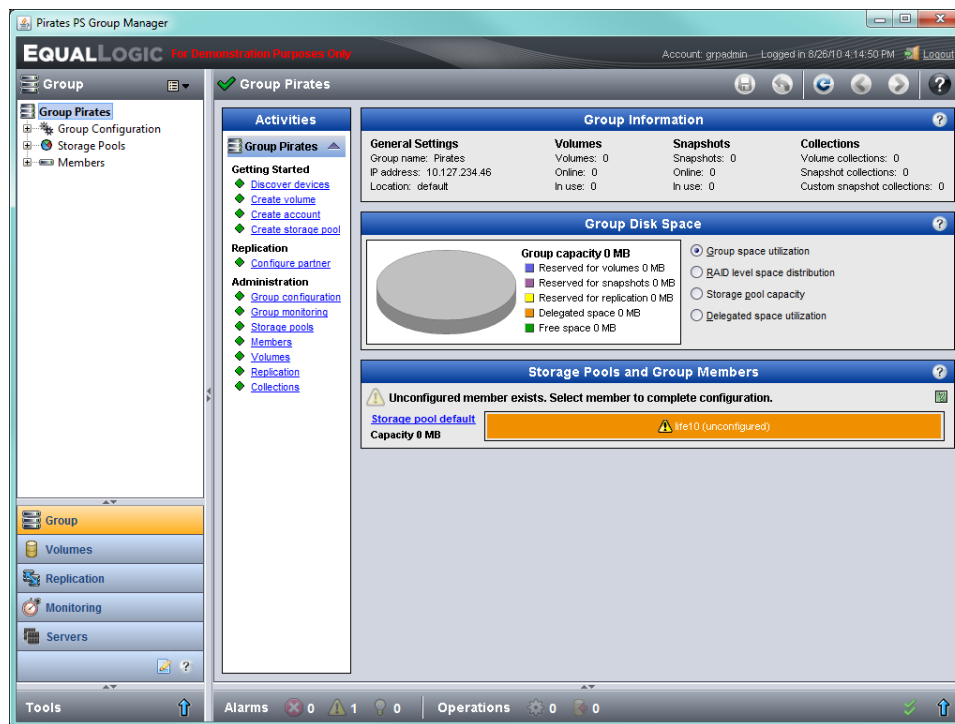 Pirates PS Group Manager
EQUALLOGIC For Demonstration Purposes Only
Account: grpadmin Logged in 8/26/10 4:14:50 PM Logout
Group
Group Pirates
Group Pirates
Group Configuration
Storage Pools
Members
Activities
Group Pirates
Getting Started
Discover devices
Create volume
Create account
Create storage pool
Replication
Configure partner
Administration
Group configuration
Group monitoring
Storage pools
Members
Volumes
Replication
Collections
Group Information
General Settings
Group name: Pirates
IP address: 10.127.234.46
Location: default
Volumes
Volumes: 0
Online: 0
In use: 0
Snapshots
Snapshots: 0
Online: 0
In use: 0
Collections
Volume collections: 0
Snapshot collections: 0
Custom snapshot collections: 0
Group Disk Space
Group capacity 0 MB
Reserved for volumes 0 MB
Reserved for snapshots 0 MB
Reserved for replication 0 MB
Delegated space 0 MB
Free space 0 MB
Group space utilization
RAID level space distribution
Storage pool capacity
Delegated space utilization
Storage Pools and Group Members
Unconfigured member exists. Select member to complete configuration.
Storage pool default
Capacity 0 MB
life10 (unconfigured)
Group
Volumes
Replication
Monitoring
Servers
Tools
Alarms 0 1 0 Operations 0 0